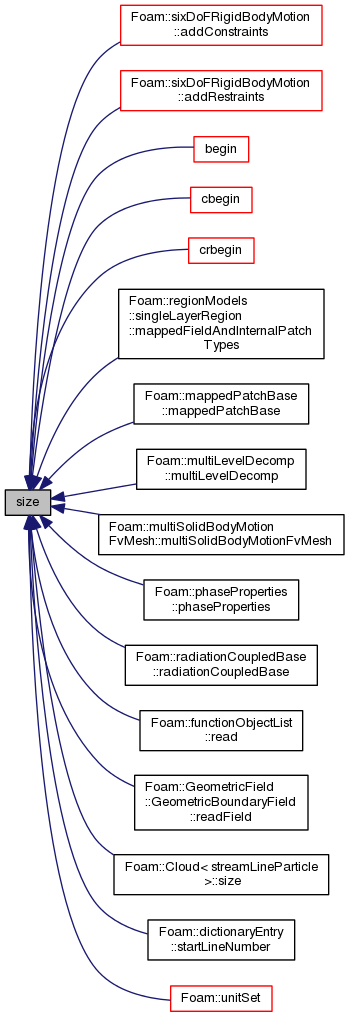 Foam::sixDoFRigidBodyMotion
::addConstraints
Foam::sixDoFRigidBodyMotion
::addRestraints
begin
cbegin
crbegin
Foam::regionModels
::singleLayerRegion
::mappedFieldAndInternalPatch
Types
Foam::mappedPatchBase
::mappedPatchBase
Foam::multiLevelDecomp
::multiLevelDecomp
size
Foam::multiSolidBodyMotion
FvMesh::multiSolidBodyMotionFvMesh
Foam::phaseProperties
::phaseProperties
Foam::radiationCoupledBase
::radiationCoupledBase
Foam::functionObjectList
::read
Foam::GeometricField
::GeometricBoundaryField
::readField
Foam::Cloud< streamLineParticle
>::size
Foam::dictionaryEntry
::startLineNumber
Foam::unitSet